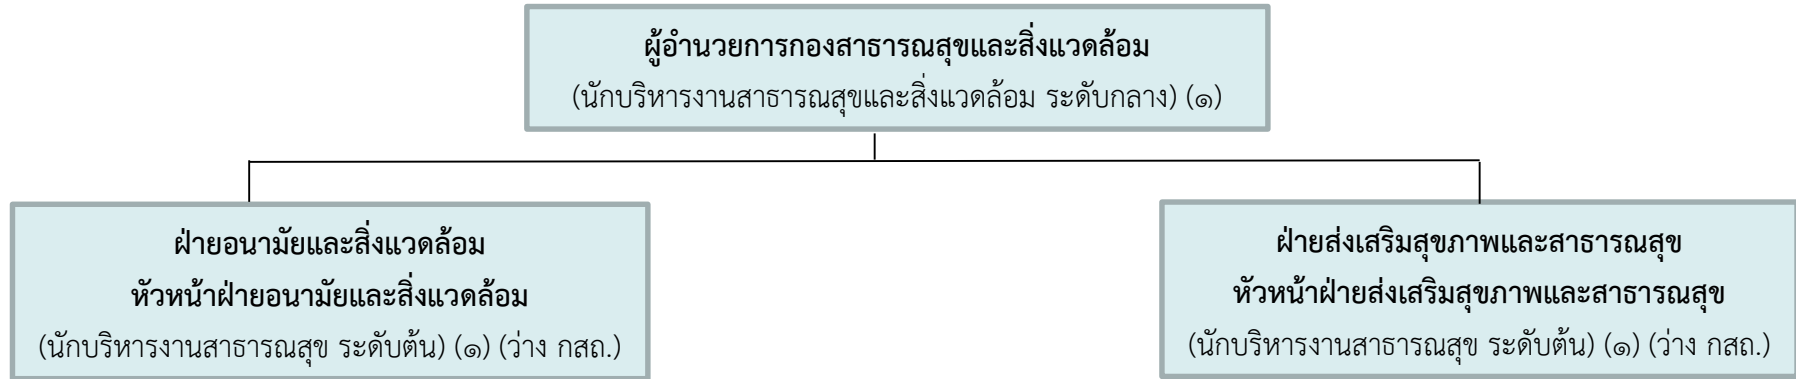 ผู้อำนวยการกองสาธารณสุขและสิ่งแวดล้อม
(นักบริหารงานสาธารณสุขและสิ่งแวดล้อม ระดับกลาง) (๑)
ฝ่ายอนามัยและสิ่งแวดล้อม
หัวหน้าฝ่ายอนามัยและสิ่งแวดล้อม
(นักบริหารงานสาธารณสุข ระดับต้น) (๑) (ว่าง กสถ.)
ฝ่ายส่งเสริมสุขภาพและสาธารณสุข
หัวหน้าฝ่ายส่งเสริมสุขภาพและสาธารณสุข
(นักบริหารงานสาธารณสุข ระดับต้น) (๑) (ว่าง กสถ.)